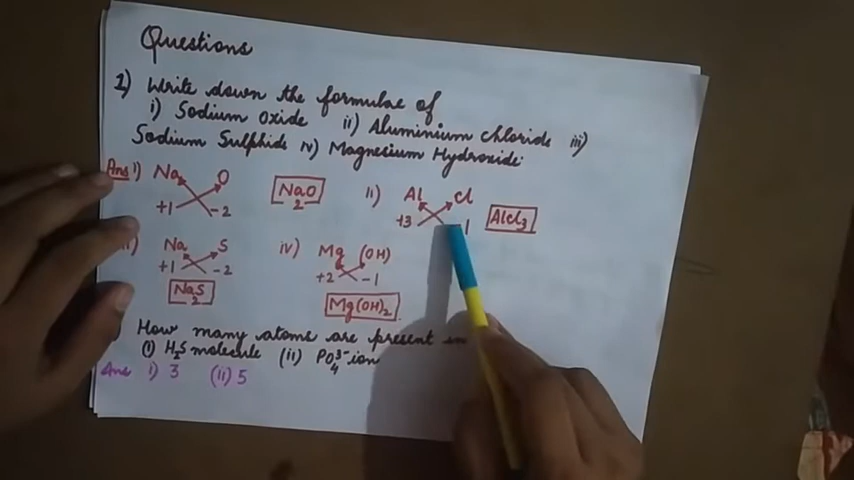 Questions
1) Write down the formulae of
i) Sodium Oxide ii) Aluminium Chloride iii)
Sodium Sulphide iv) Magnesium Hydroxide.
Ans i) Na O Na₂O ii) Al Cl AlCl₃
+1 -2 +3 -1
Na S iv) Mg (OH)
+1 -2 +2 -1
Na₂S Mg(OH)₂
How many atoms are present in
(i) H₂S molecule (ii) PO₄³⁻ ion
Ans i) 3 (ii) 5